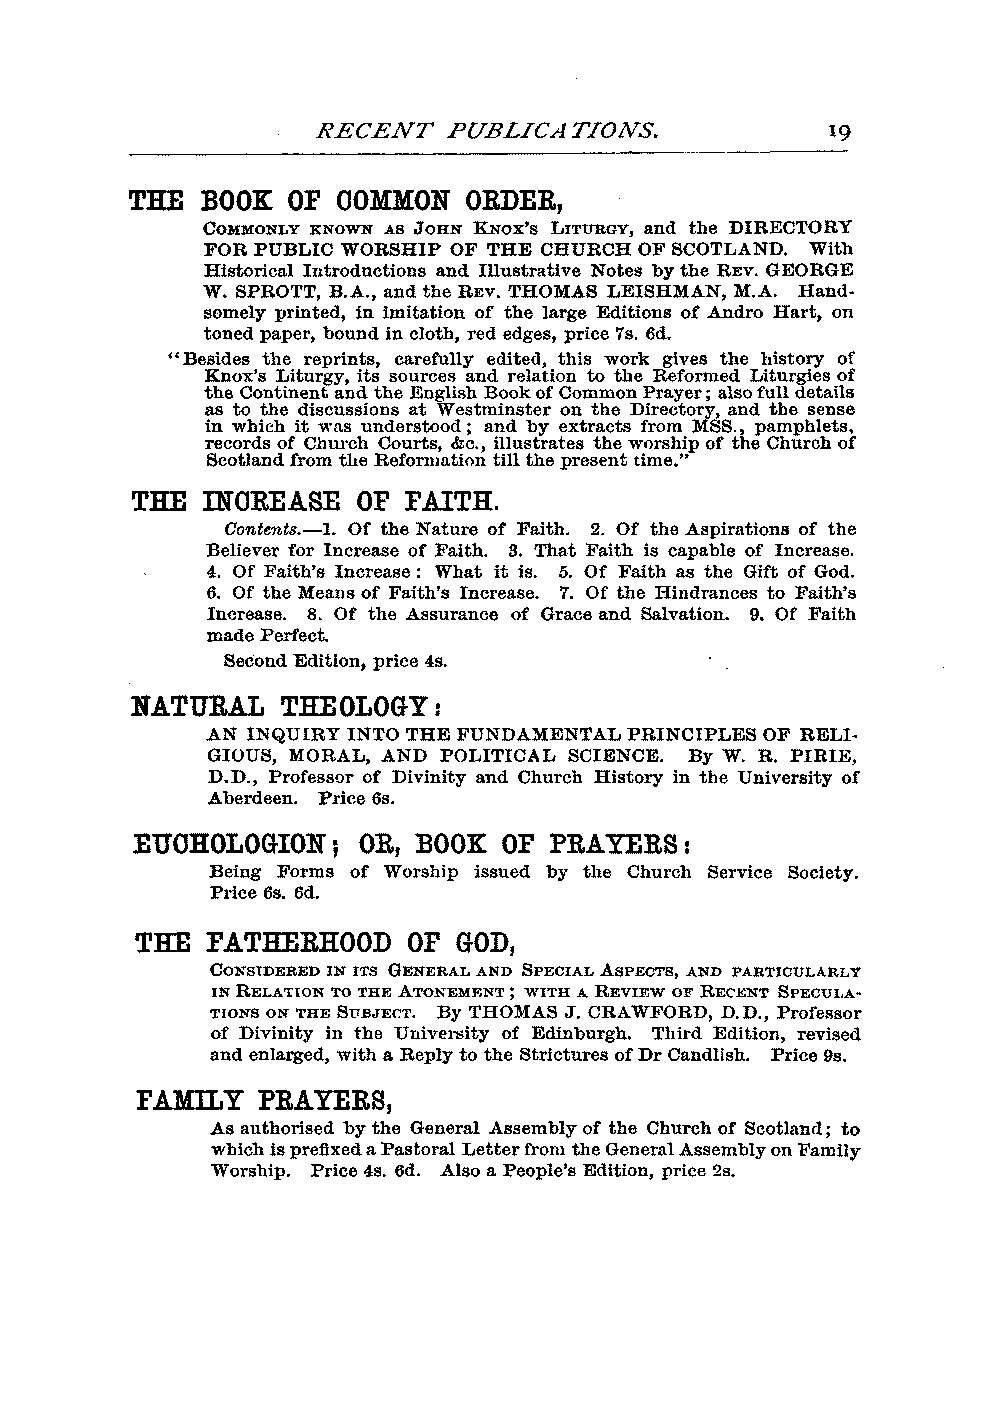 RECENT PUBLICATIONS. 19
THE BOOK OF COMMON ORDER,
COMMONLY KNOWN AS JOHN KNOX'S LITURGY, and the DIRECTORY
FOR PUBLIC WORSHIP OF THE CHURCH OF SCOTLAND. With
Historical Introductions and Illustrative Notes by the REV. GEORGE
W. SPROTT, B.A., and the REV. THOMAS LEISHMAN, M.A. Hand-
somely printed, in imitation of the large Editions of Andro Hart, on
toned paper, bound in cloth, red edges, price 7s. 6d.
"Besides the reprints, carefully edited, this work gives the history of
Knox's Liturgy, its sources and relation to the Reformed Liturgies of
the Continent and the English Book of Common Prayer; also full details
as to the discussions at Westminster on the Directory, and the sense
in which it was understood; and by extracts from MSS., pamphlets,
records of Church Courts, &c., illustrates the worship of the Church of
Scotland from the Reformation till the present time."
THE INCREASE OF FAITH.
Contents.—1. Of the Nature of Faith. 2. Of the Aspirations of the
Believer for Increase of Faith. 3. That Faith is capable of Increase.
4. Of Faith's Increase: What it is. 5. Of Faith as the Gift of God.
6. Of the Means of Faith's Increase. 7. Of the Hindrances to Faith's
Increase. 8. Of the Assurance of Grace and Salvation. 9. Of Faith
made Perfect.
Second Edition, price 4s.
NATURAL THEOLOGY:
AN INQUIRY INTO THE FUNDAMENTAL PRINCIPLES OF RELI-
GIOUS, MORAL, AND POLITICAL SCIENCE. By W. R. PIRIE,
D.D., Professor of Divinity and Church History in the University of
Aberdeen. Price 6s.
EUCHOLOGION; OR, BOOK OF PRAYERS:
Being Forms of Worship issued by the Church Service Society.
Price 6s. 6d.
THE FATHERHOOD OF GOD,
CONSIDERED IN ITS GENERAL AND SPECIAL ASPECTS, AND PARTICULARLY
IN RELATION TO THE ATONEMENT; WITH A REVIEW OF RECENT SPECULA-
TIONS ON THE SUBJECT. By THOMAS J. CRAWFORD, D.D., Professor
of Divinity in the University of Edinburgh. Third Edition, revised
and enlarged, with a Reply to the Strictures of Dr Candlish. Price 9s.
FAMILY PRAYERS,
As authorised by the General Assembly of the Church of Scotland; to
which is prefixed a Pastoral Letter from the General Assembly on Family
Worship. Price 4s. 6d. Also a People's Edition, price 2s.